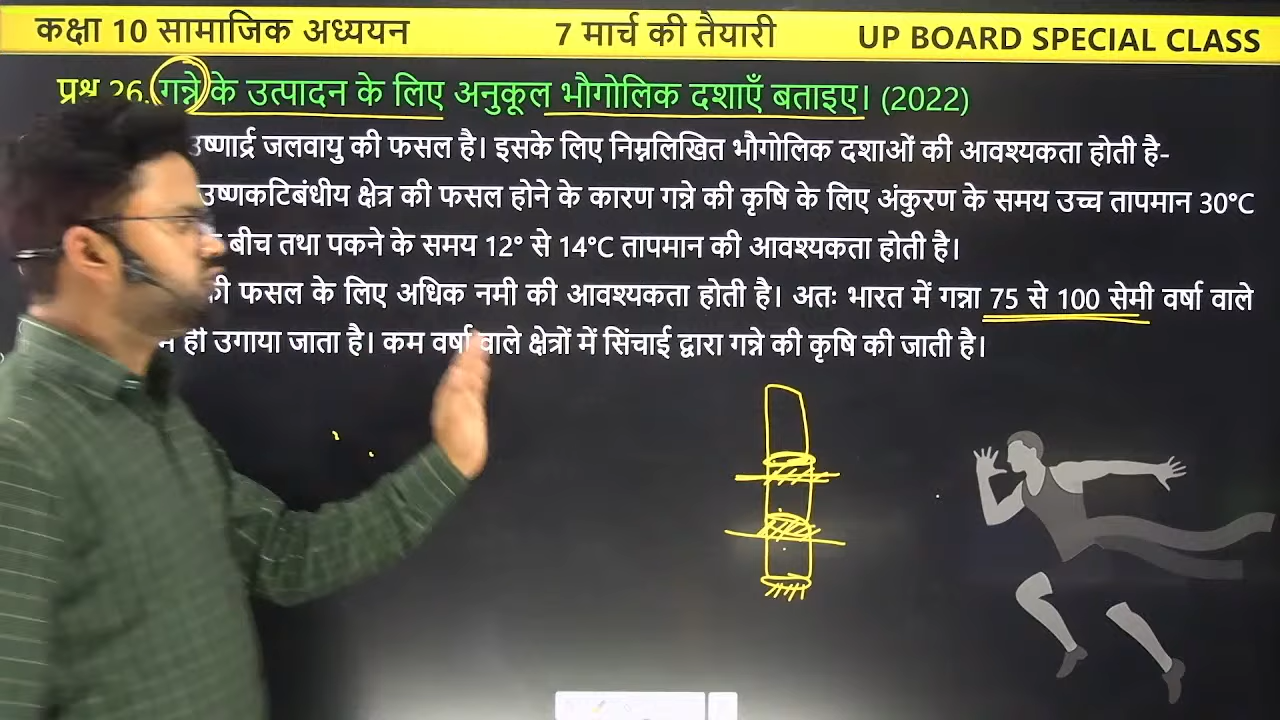 कक्षा 10 सामाजिक अध्ययन 7 मार्च की तैयारी UP BOARD SPECIAL CLASS
प्रश्न 26. गन्ने के उत्पादन के लिए अनुकूल भौगोलिक दशाएँ बताइए। (2022)
उष्णार्द्र जलवायु की फसल है। इसके लिए निम्नलिखित भौगोलिक दशाओं की आवश्यकता होती है-
उष्णकटिबंधीय क्षेत्र की फसल होने के कारण गन्ने की कृषि के लिए अंकुरण के समय उच्च तापमान 30°C
बीच तथा पकने के समय 12° से 14°C तापमान की आवश्यकता होती है।
की फसल के लिए अधिक नमी की आवश्यकता होती है। अतः भारत में गन्ना 75 से 100 सेमी वर्षा वाले
ही उगाया जाता है। कम वर्षा वाले क्षेत्रों में सिंचाई द्वारा गन्ने की कृषि की जाती है।